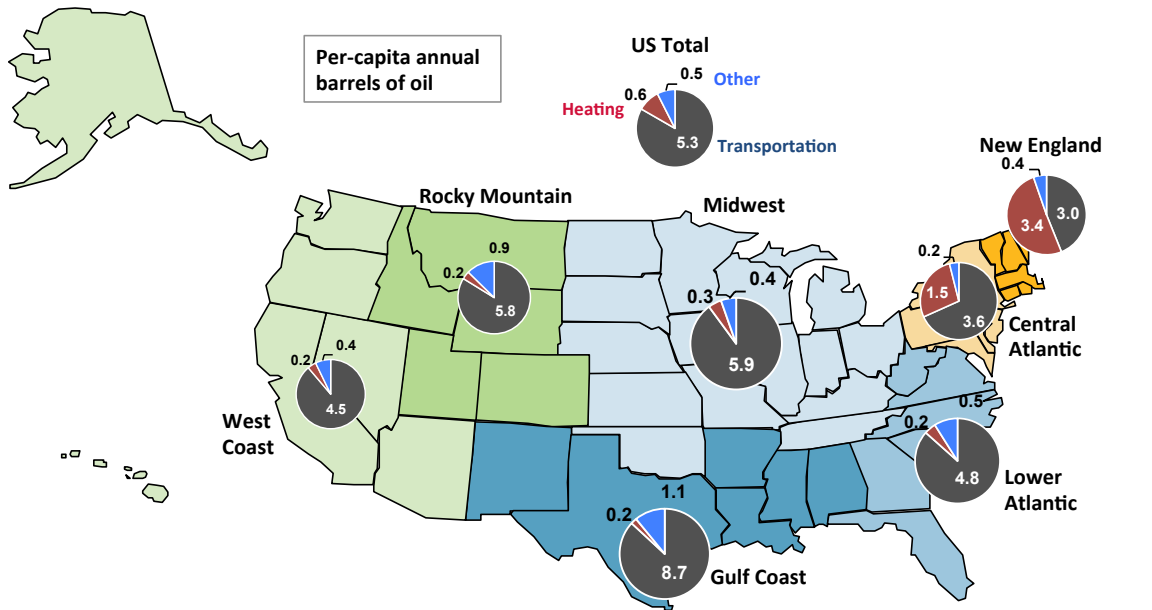 Per-capita annual
barrels of oil
US Total
0.5
Other
0.6
Heating
5.3
Transportation
New England
0.4
3.4
3.0
Rocky Mountain
0.9
0.2
5.8
Midwest
0.4
0.3
5.9
0.2
1.5
3.6
Central
Atlantic
0.4
0.2
4.5
West
Coast
0.5
0.2
4.8
Lower
Atlantic
1.1
0.2
8.7
Gulf Coast